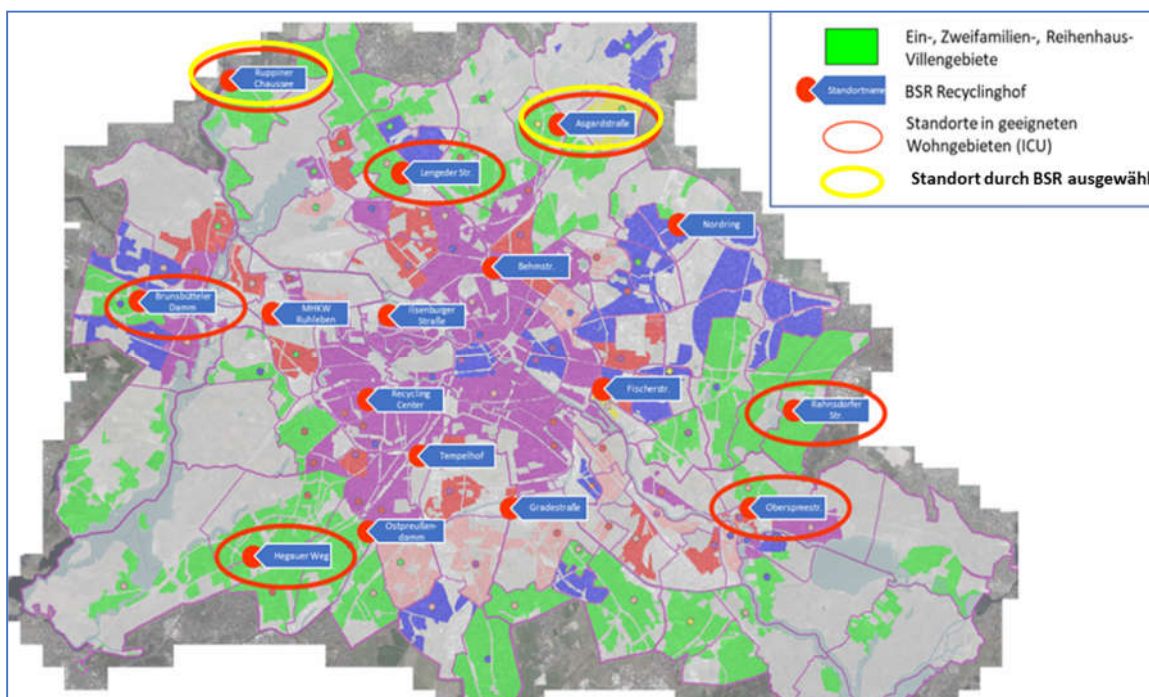 Ein-, Zweifamilien-, Reihenhaus-
Villengebiete
Standortname
BSR Recyclinghof
Standorte in geeigneten
Wohngebieten (ICU)
Standort durch BSR ausgewähl
Ruppiner
Chaussee
Asgardstraße
Lengeder Str.
Nordring
Behmstr.
Brunsbütteler
Damm
MHKW
Ruhleben
Ilsenburger
Straße
Fischerstr.
Recycling
Center
Rahnsdorfer
Str.
Tempelhof
Gradestraße
Oberspreestr.
Ostpreußen-
damm
Hegauer Weg